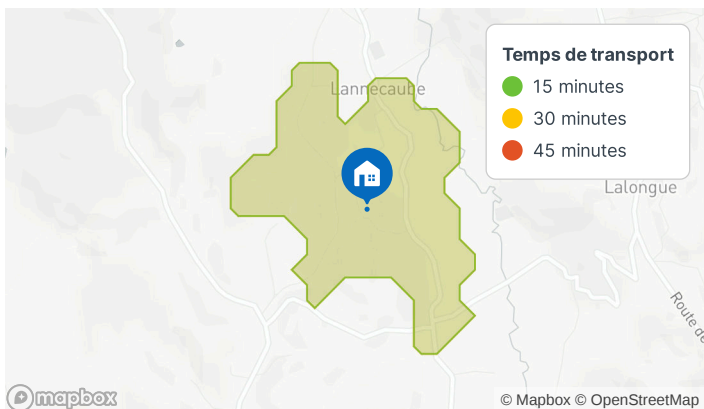 Temps de transport
15 minutes
30 minutes
45 minutes
Lannecaube
Lalongue
Route de
mapbox
© Mapbox © OpenStreetMap